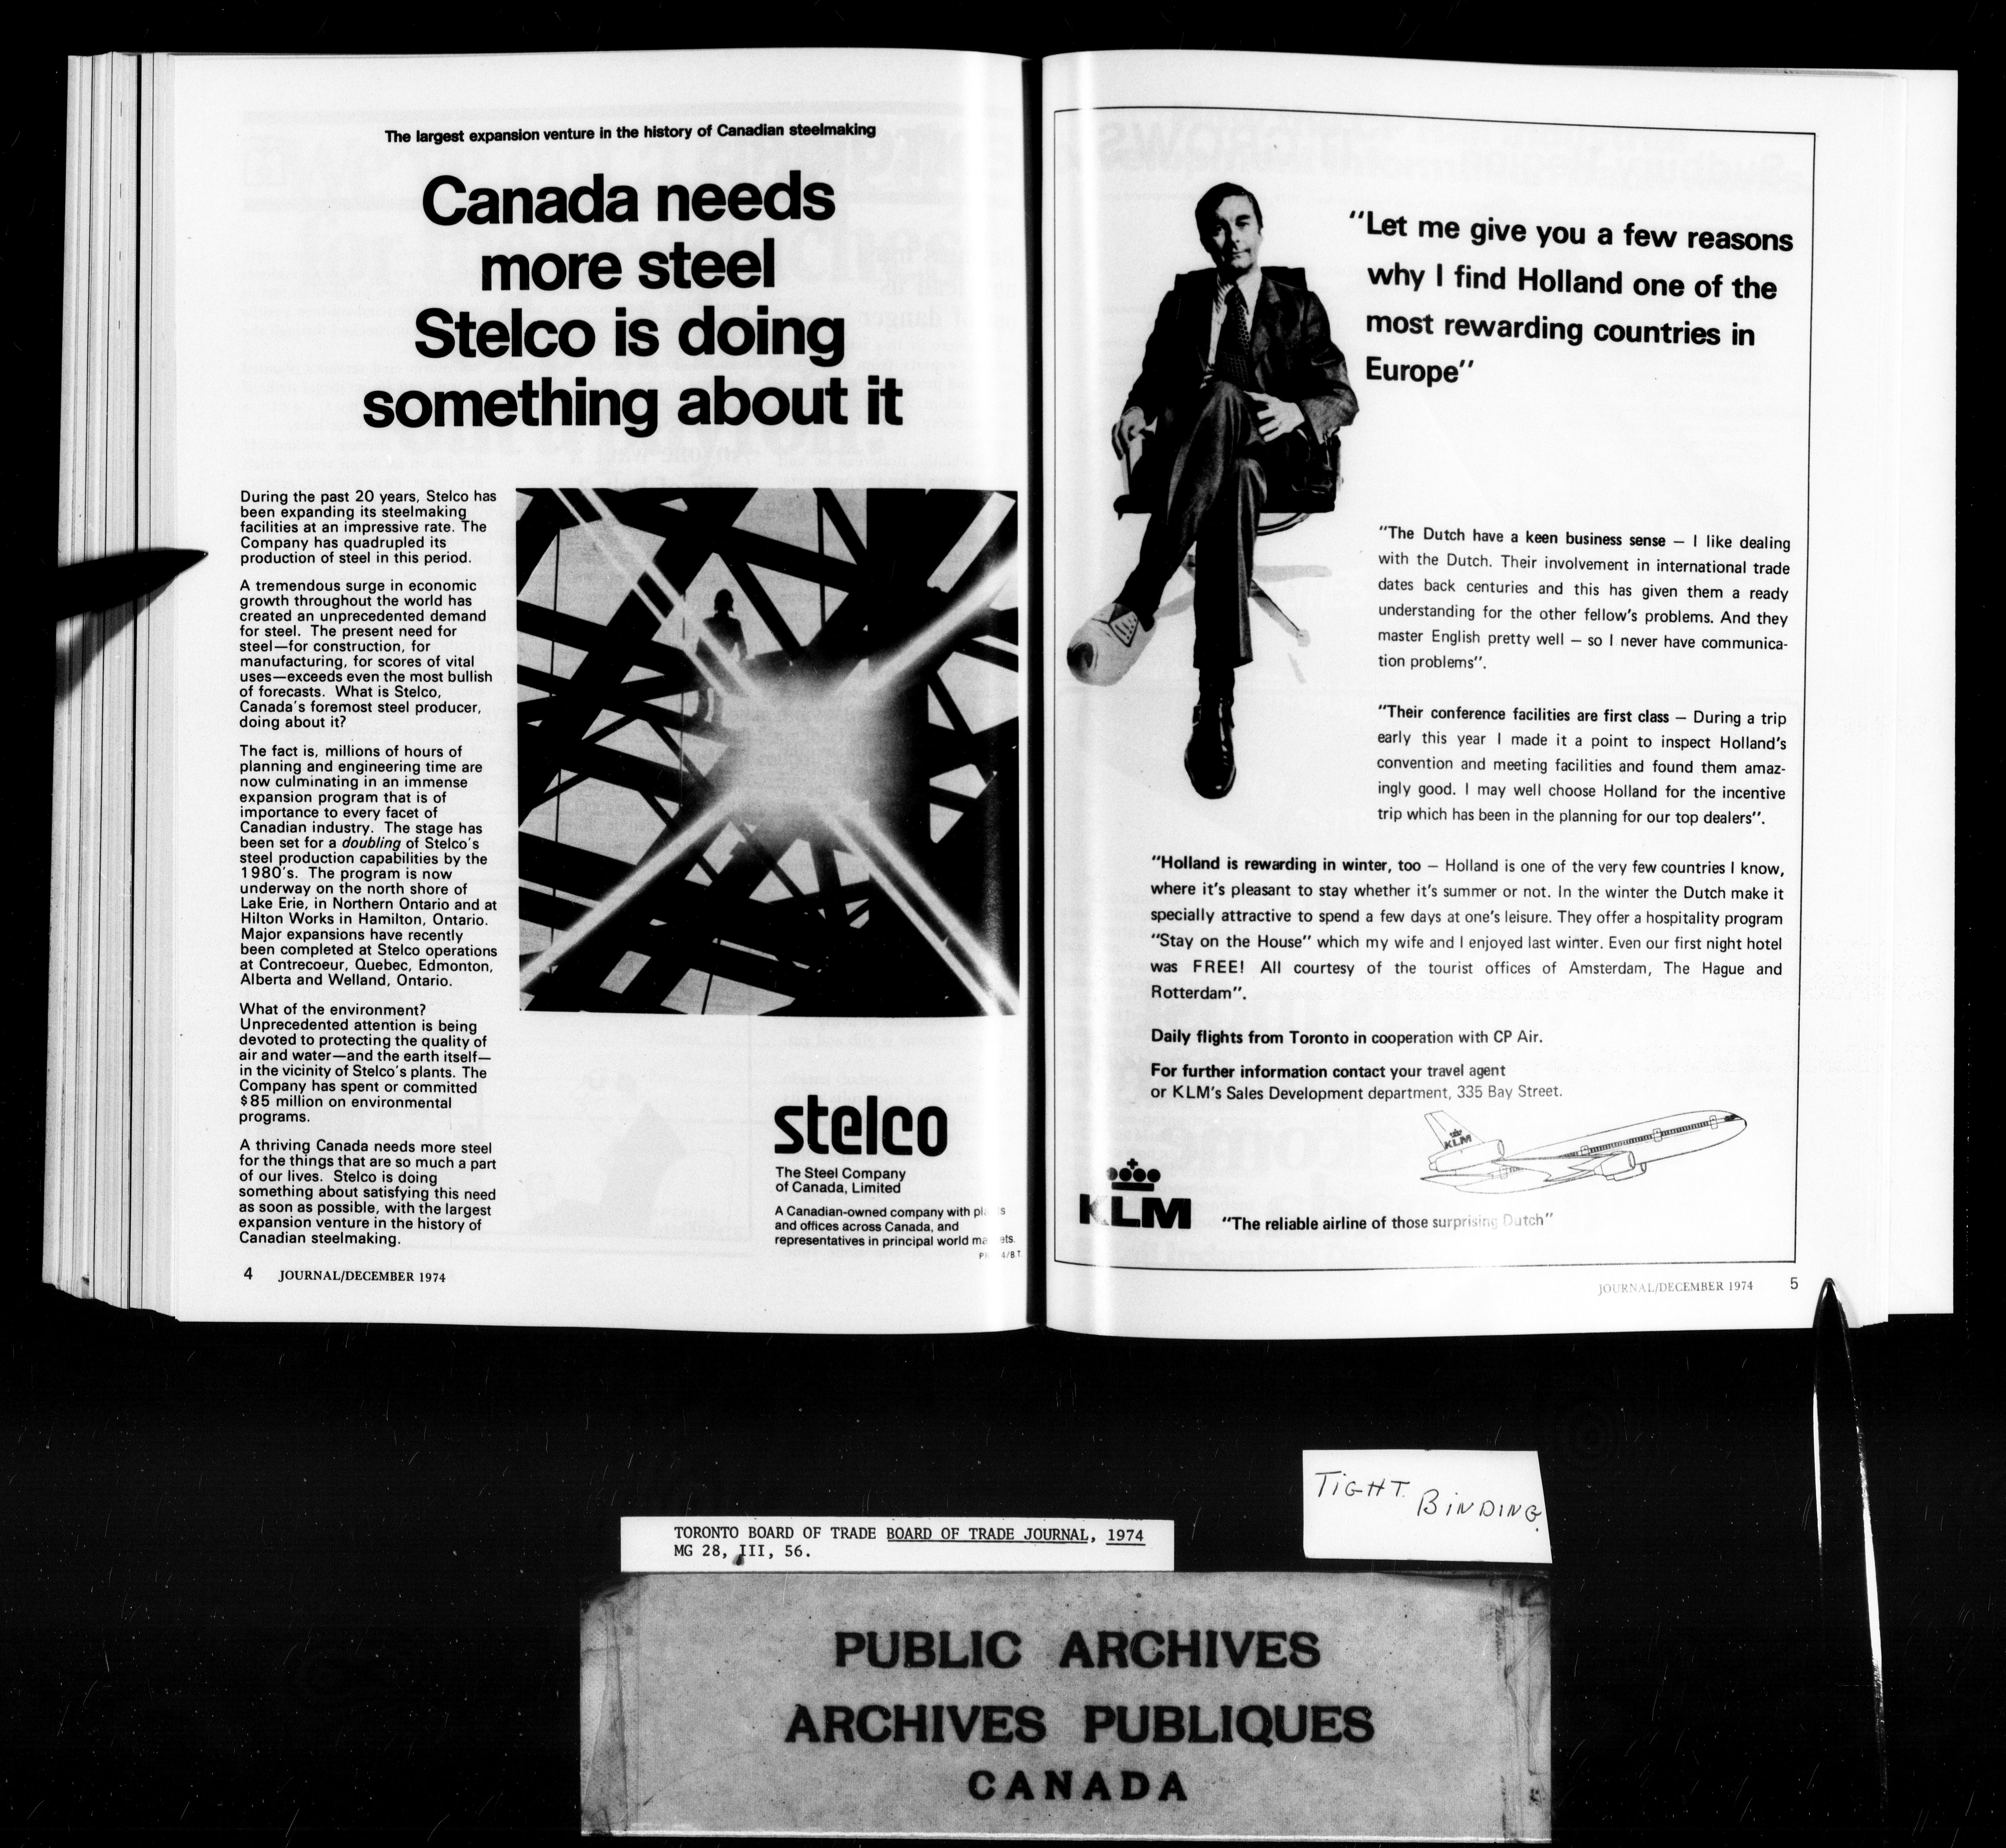 The largest expansion venture in the history of Canadian steelmaking
Canada needs
more steel
Stelco is doing
something about it
During the past 20 years, Stelco has
been expanding its steelmaking
facilities at an impressive rate. The
Company has quadrupled its
production of steel in this period.
A tremendous surge in economic
growth throughout the world has
created an unprecedented demand
for steel. The present need for
steel—for construction, for
manufacturing, for scores of vital
uses—exceeds even the most bullish
of forecasts. What is Stelco,
Canada's foremost steel producer,
doing about it?
The fact is, millions of hours of
planning and engineering time are
now culminating in an immense
expansion program that is of
importance to every facet of
Canadian industry. The stage has
been set for a doubling of Stelco's
steel production capabilities by the
1980's. The program is now
underway on the north shore of
Lake Erie, in Northern Ontario and at
Hilton Works in Hamilton, Ontario.
Major expansions have recently
been completed at Stelco operations
at Contrecoeur, Quebec, Edmonton,
Alberta and Welland, Ontario.
What of the environment?
Unprecedented attention is being
devoted to protecting the quality of
air and water—and the earth itself—
in the vicinity of Stelco's plants. The
Company has spent or committed
$85 million on environmental
programs.
A thriving Canada needs more steel
for the things that are so much a part
of our lives. Stelco is doing
something about satisfying this need
as soon as possible, with the largest
expansion venture in the history of
Canadian steelmaking.
stelco
The Steel Company
of Canada, Limited
A Canadian-owned company with
and offices across Canada, and
representatives in principal world
4 JOURNAL/DECEMBER 1974
"Let me give you a few reasons
why I find Holland one of the
most rewarding countries in
Europe"
"The Dutch have a keen business sense — I like dealing
with the Dutch. Their involvement in international trade
dates back centuries and this has given them a ready
understanding for the other fellow's problems. And they
master English pretty well — so I never have communica-
tion problems".
"Their conference facilities are first class — During a trip
early this year I made it a point to inspect Holland's
convention and meeting facilities and found them amaz-
ingly good. I may well choose Holland for the incentive
trip which has been in the planning for our top dealers".
"Holland is rewarding in winter, too — Holland is one of the very few countries I know,
where it's pleasant to stay whether it's summer or not. In the winter the Dutch make it
specially attractive to spend a few days at one's leisure. They offer a hospitality program
"Stay on the House" which my wife and I enjoyed last winter. Even our first night hotel
was FREE! All courtesy of the tourist offices of Amsterdam, The Hague and
Rotterdam".
Daily flights from Toronto in cooperation with CP Air.
For further information contact your travel agent
or KLM's Sales Development department, 335 Bay Street.
KLM
KLM
"The reliable airline of those surprising Dutch"
JOURNAL/DECEMBER 1974 5
TIGHT BINDING
TORONTO BOARD OF TRADE BOARD OF TRADE JOURNAL, 1974
MG 28, III, 56.
PUBLIC ARCHIVES
ARCHIVES PUBLIQUES
CANADA